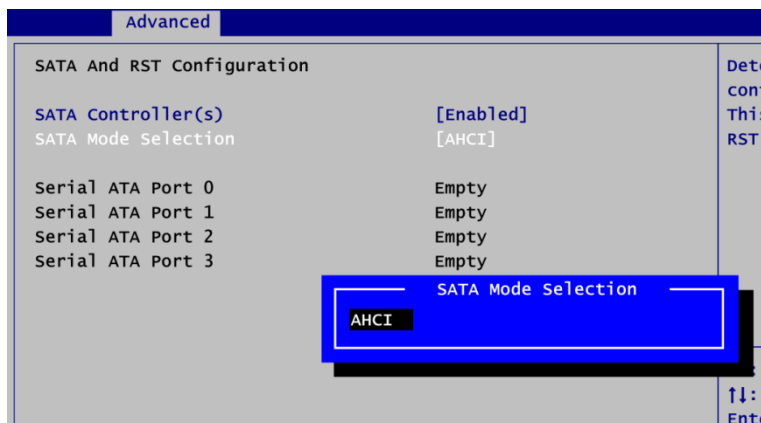 Advanced
SATA And RST Configuration
SATA Controller(s) [Enabled]
SATA Mode Selection [AHCI]
Serial ATA Port 0 Empty
Serial ATA Port 1 Empty
Serial ATA Port 2 Empty
Serial ATA Port 3 Empty
SATA Mode Selection
AHCI
RST
↑↓: